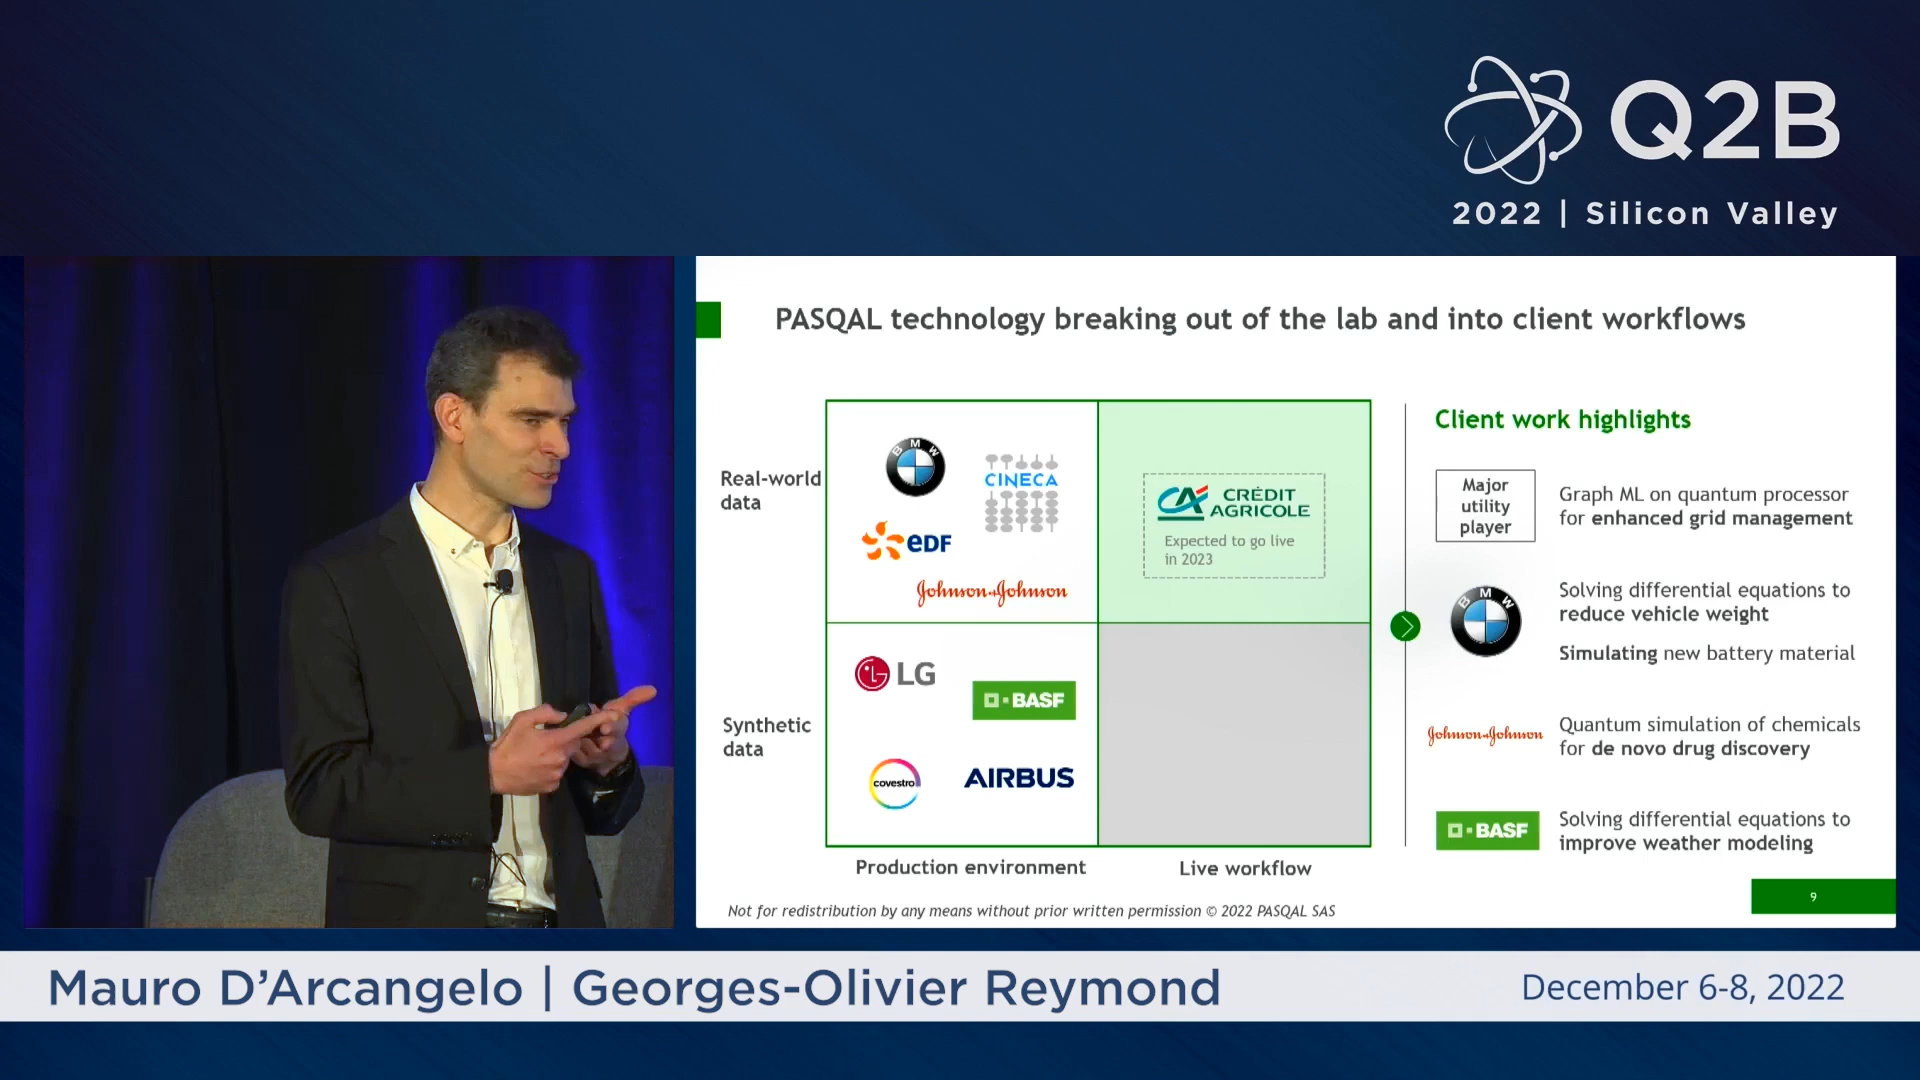 Q2B
2022 | Silicon Valley
PASQAL technology breaking out of the lab and into client workflows
Real-world
data
BMW
CINECA
eDF
Johnson & Johnson
CRÉDIT
AGRICOLE
Expected to go live
in 2023
Synthetic
data
LG
BASF
covestro
AIRBUS
Production environment
Live workflow
Client work highlights
Major
utility
player
Graph ML on quantum processor
for enhanced grid management
BMW
Solving differential equations to
reduce vehicle weight
Simulating new battery material
Johnson & Johnson
Quantum simulation of chemicals
for de novo drug discovery
BASF
Solving differential equations to
improve weather modeling
Not for redistribution by any means without prior written permission © 2022 PASQAL SAS
9
Mauro D'Arcangelo | Georges-Olivier Reymond
December 6-8, 2022